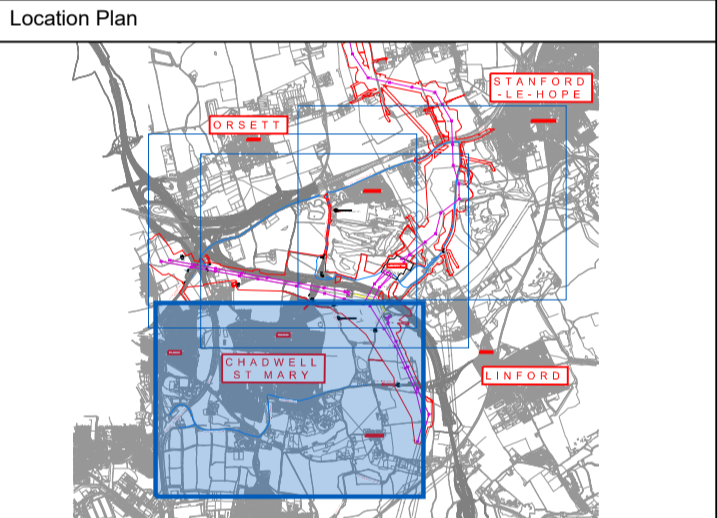 Location Plan
STANFORD
-LE-HOPE
ORSETT
CHADWELL
ST MARY
LINFORD